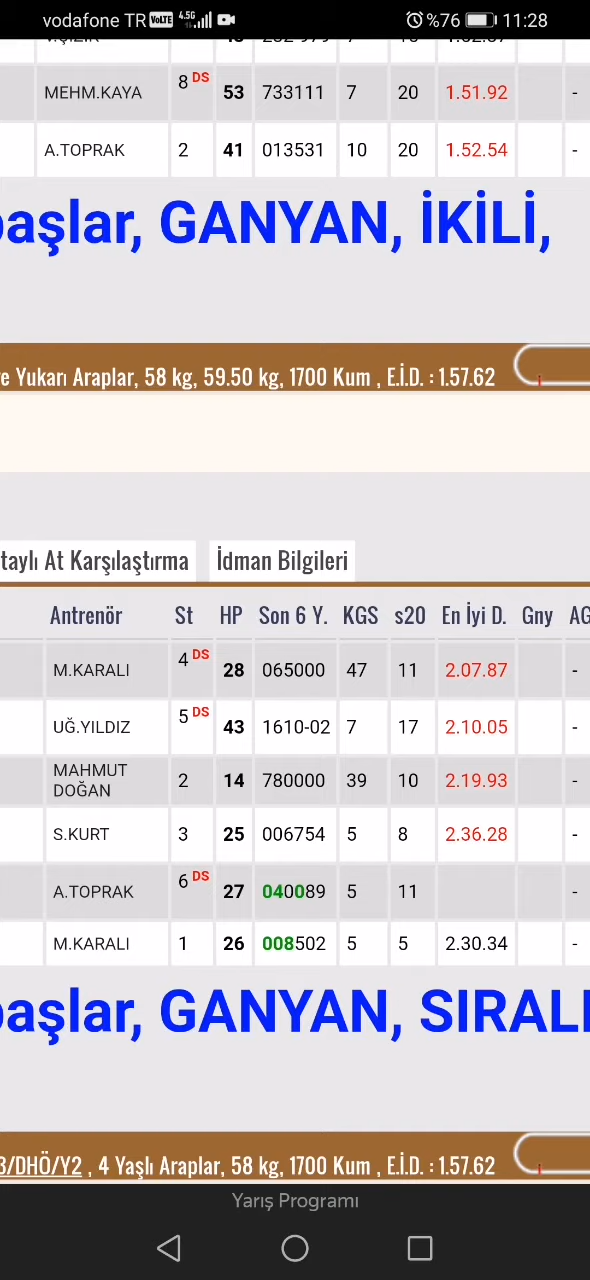 vodafone TR VoLTE 4.5G %76 11:28
MEHM.KAYA 8 DS 53 733111 7 20 1.51.92 -
A.TOPRAK 2 41 013531 10 20 1.52.54 -
başlar, GANYAN, İKİLİ,
ve Yukarı Araplar, 58 kg, 59.50 kg, 1700 Kum , E.İ.D. : 1.57.62
taylı At Karşılaştırma İdman Bilgileri
Antrenör St HP Son 6 Y. KGS s20 En İyi D. Gny AG
M.KARALI 4 DS 28 065000 47 11 2.07.87 -
UĞ.YILDIZ 5 DS 43 1610-02 7 17 2.10.05 -
MAHMUT
DOĞAN 2 14 780000 39 10 2.19.93 -
S.KURT 3 25 006754 5 8 2.36.28 -
A.TOPRAK 6 DS 27 040089 5 11 -
M.KARALI 1 26 008502 5 5 2.30.34 -
başlar, GANYAN, SIRALI
3/DHÖ/Y2 , 4 Yaşlı Araplar, 58 kg, 1700 Kum , E.İ.D. : 1.57.62
Yarış Programı